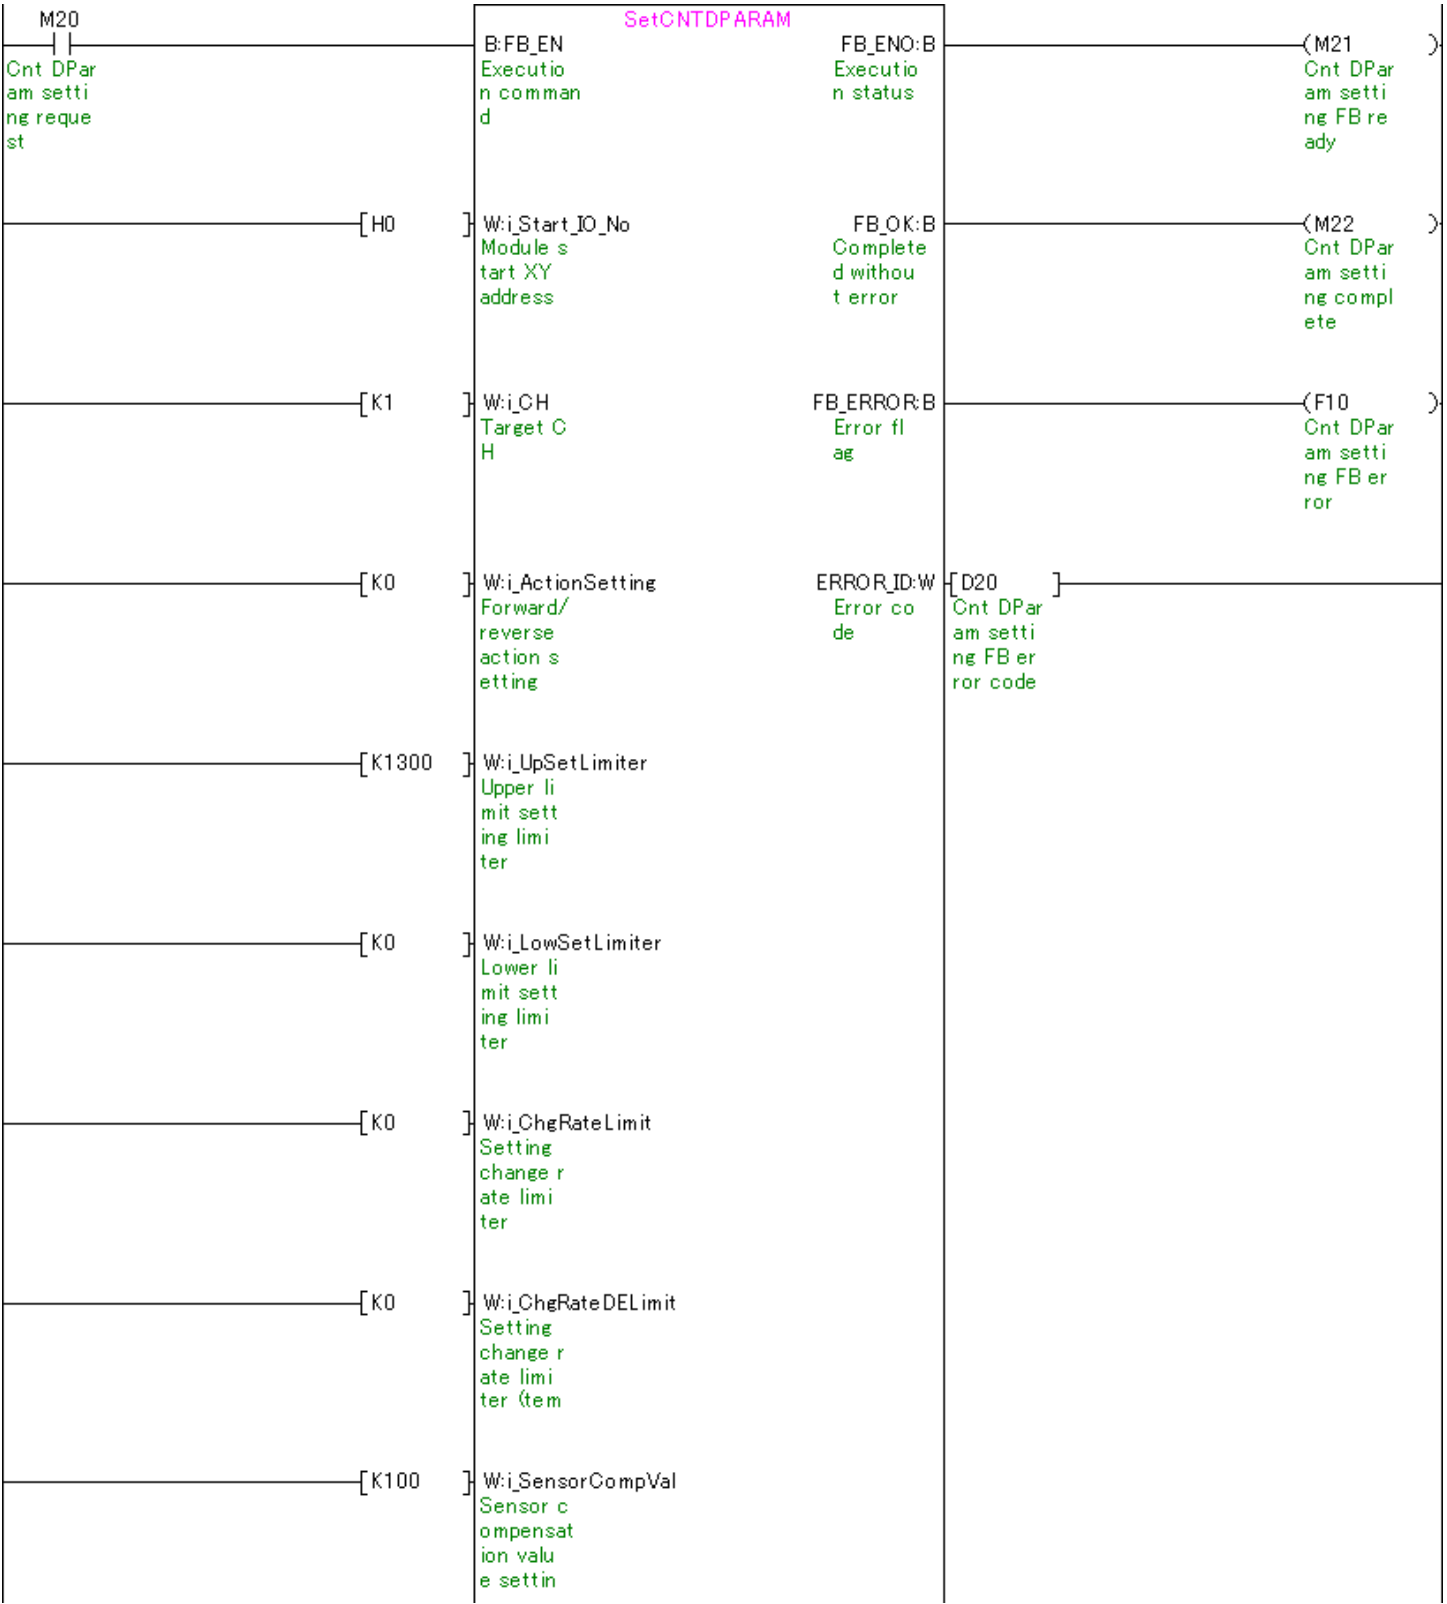 SetCNTDPARAM
M20
B:FB_EN
FB_ENO:B
(M21 )
Cnt DPar
am setti
ng reque
st
Executio
n comman
d
Executio
n status
Cnt DPar
am setti
ng FB re
ady
[H0 ]
W:i_Start_IO_No
FB_OK:B
(M22 )
Module s
tart XY
address
Complete
d withou
t error
Cnt DPar
am setti
ng compl
ete
[K1 ]
W:i_CH
FB_ERROR:B
(F10 )
Target C
H
Error fl
ag
Cnt DPar
am setti
ng FB er
ror
[K0 ]
W:i_ActionSetting
ERROR_ID:W
[D20 ]
Forward/
reverse
action s
etting
Error co
de
Cnt DPar
am setti
ng FB er
ror code
[K1300 ]
W:i_UpSetLimiter
Upper li
mit sett
ing limi
ter
[K0 ]
W:i_LowSetLimiter
Lower li
mit sett
ing limi
ter
[K0 ]
W:i_ChgRateLimit
Setting
change r
ate limi
ter
[K0 ]
W:i_ChgRateDELimit
Setting
change r
ate limi
ter (tem
[K100 ]
W:i_SensorCompVal
Sensor c
ompensat
ion valu
e settin